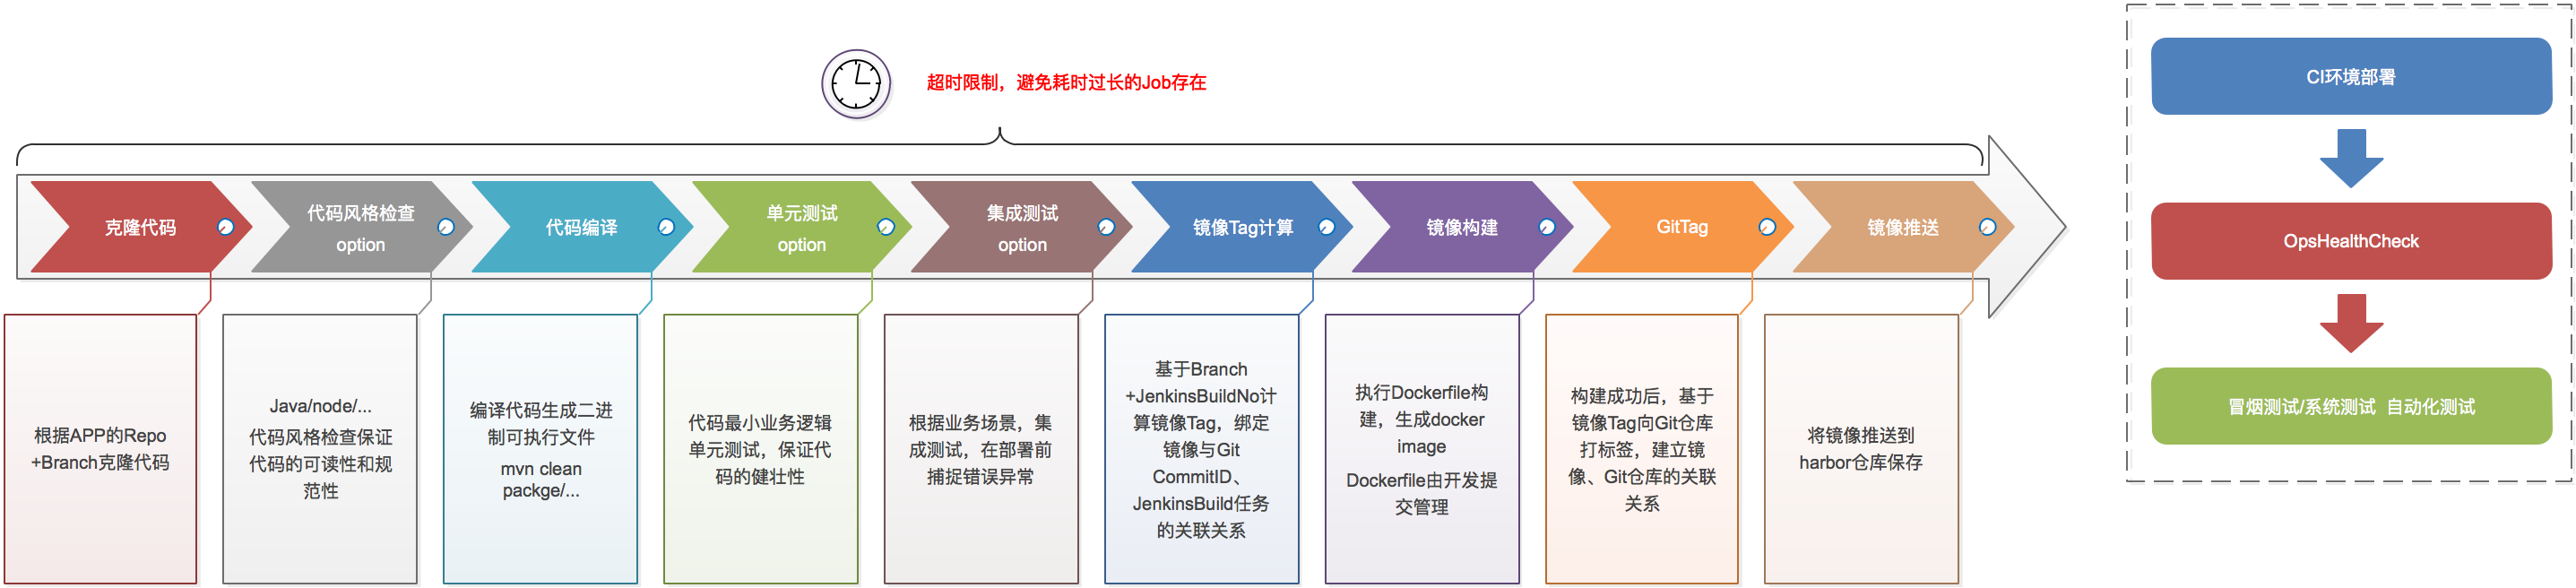 超时限制，避免耗时过长的Job存在
克隆代码
代码风格检查
option
代码编译
单元测试
option
集成测试
option
镜像Tag计算
镜像构建
GitTag
镜像推送
根据APP的Repo
+Branch克隆代码
Java/node/...
代码风格检查保证
代码的可读性和规
范性
编译代码生成二进
制可执行文件
mvn clean
packge/...
代码最小业务逻辑
单元测试，保证代
码的健壮性
根据业务场景，集
成测试，在部署前
捕捉错误异常
基于Branch
+JenkinsBuildNo计
算镜像Tag，绑定
镜像与Git
CommitID、
JenkinsBuild任务
的关联关系
执行Dockerfile构
建，生成docker
image
Dockerfile由开发提
交管理
构建成功后，基于
镜像Tag向Git仓库
打标签，建立镜
像、Git仓库的关联
关系
将镜像推送到
harbor仓库保存
CI环境部署
OpsHealthCheck
冒烟测试/系统测试 自动化测试